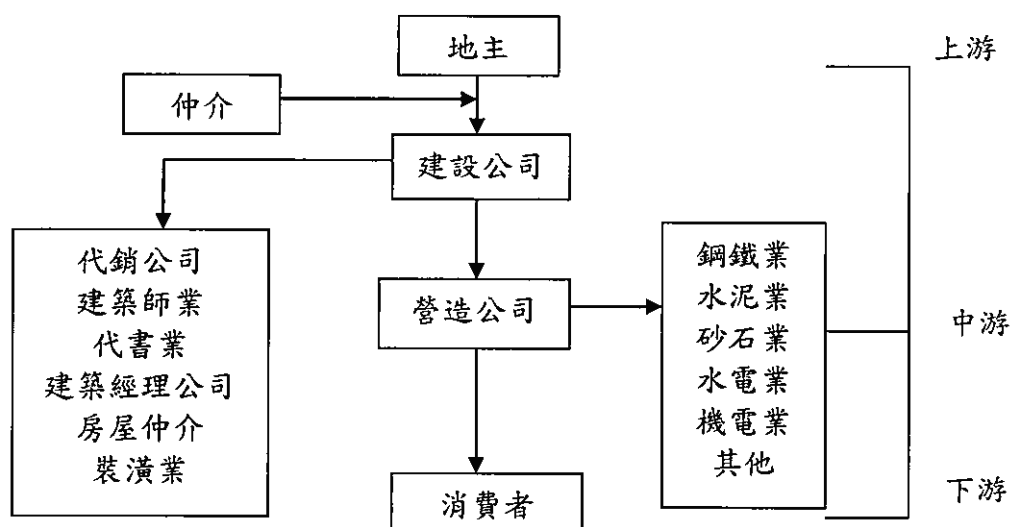 地主
上游
仲介
建設公司
代銷公司
建築師業
代書業
建築經理公司
房屋仲介
裝潢業
營造公司
鋼鐵業
水泥業
砂石業
水電業
機電業
其他
中游
消費者
下游